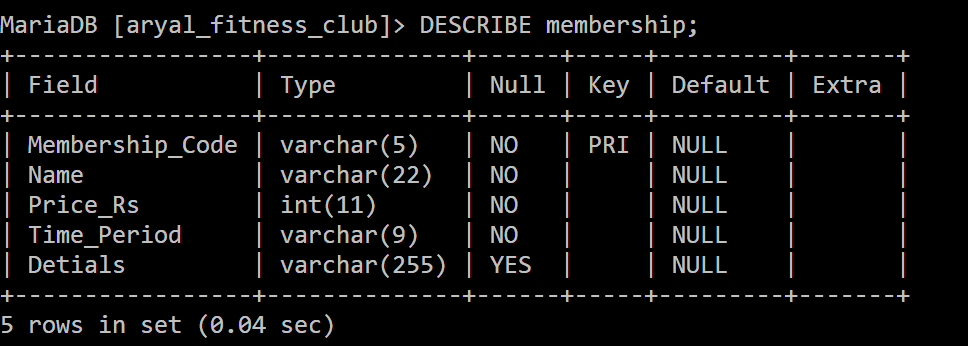 MariaDB [aryal_fitness_club]> DESCRIBE membership;
+-----------------+--------------+------+-----+---------+-------+
| Field           | Type         | Null | Key | Default | Extra |
+-----------------+--------------+------+-----+---------+-------+
| Membership_Code | varchar(5)   | NO   | PRI | NULL    |       |
| Name            | varchar(22)  | NO   |     | NULL    |       |
| Price_Rs        | int(11)      | NO   |     | NULL    |       |
| Time_Period     | varchar(9)   | NO   |     | NULL    |       |
| Detials         | varchar(255) | YES  |     | NULL    |       |
+-----------------+--------------+------+-----+---------+-------+
5 rows in set (0.04 sec)